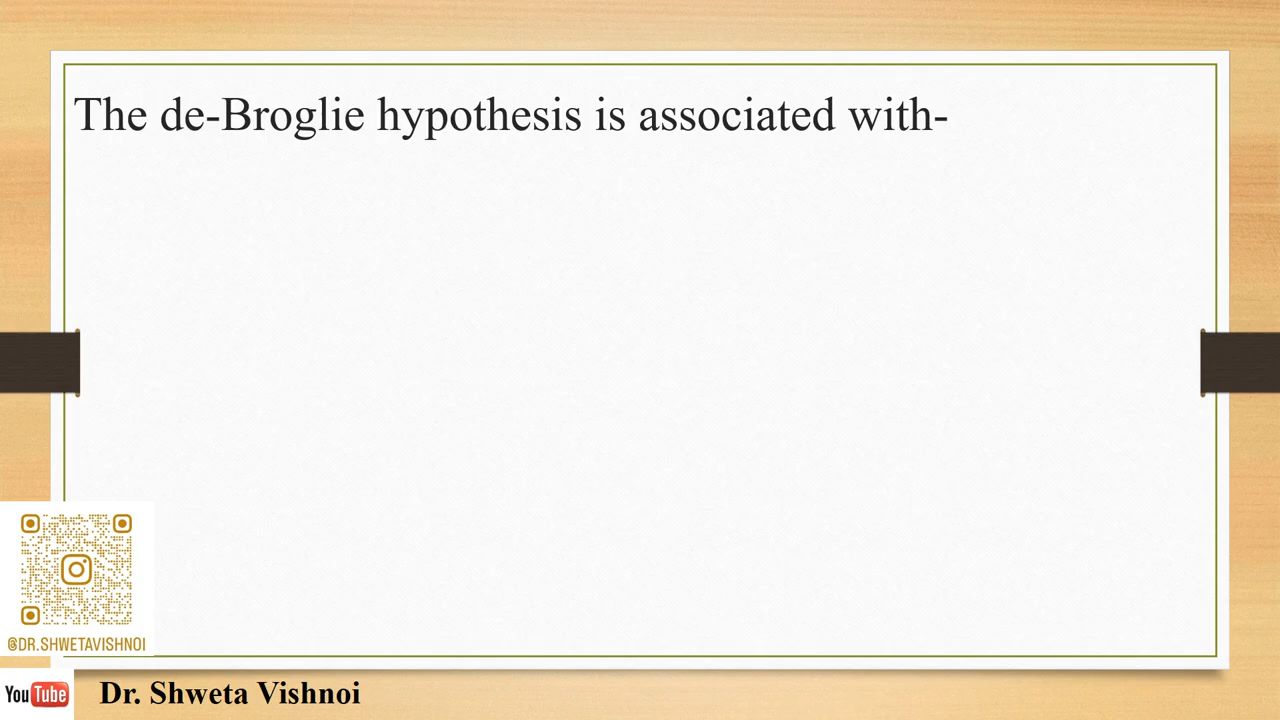 The de-Broglie hypothesis is associated with-
@DR.SHWETAVISHNOI
YouTube
Dr. Shweta Vishnoi